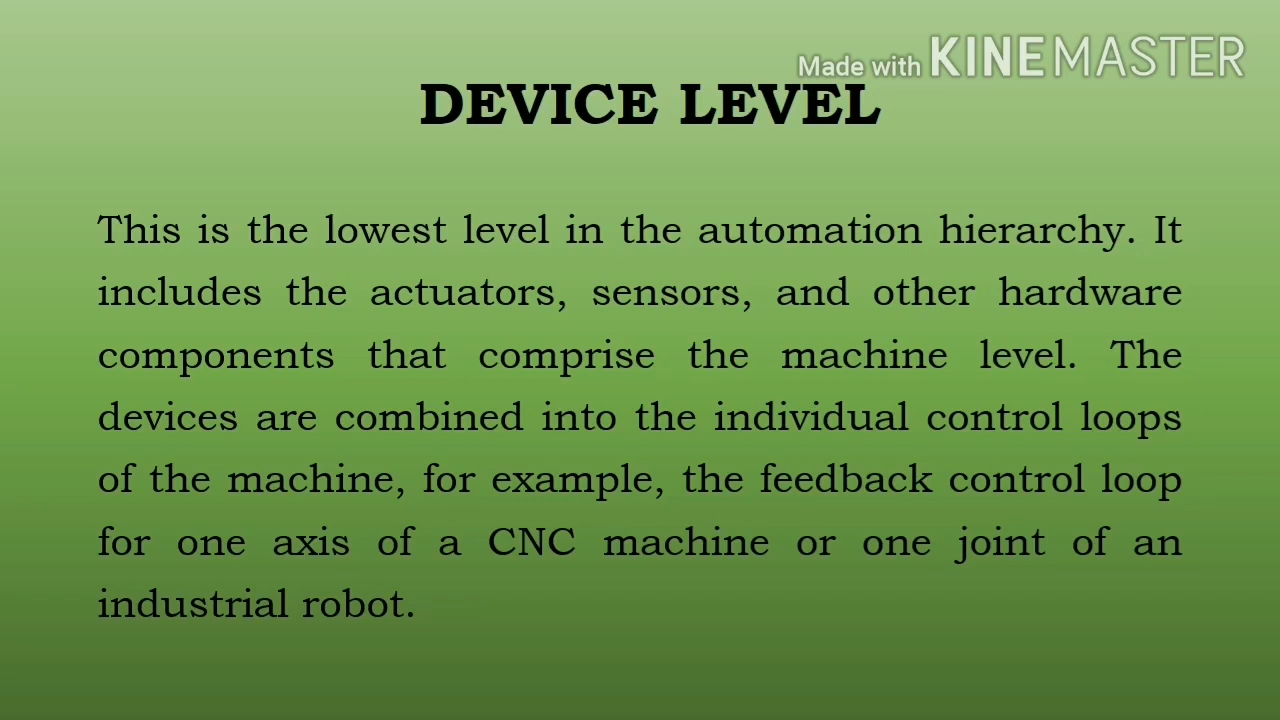 Made with KINEMASTER
DEVICE LEVEL
This is the lowest level in the automation hierarchy. It
includes the actuators, sensors, and other hardware
components that comprise the machine level. The
devices are combined into the individual control loops
of the machine, for example, the feedback control loop
for one axis of a CNC machine or one joint of an
industrial robot.